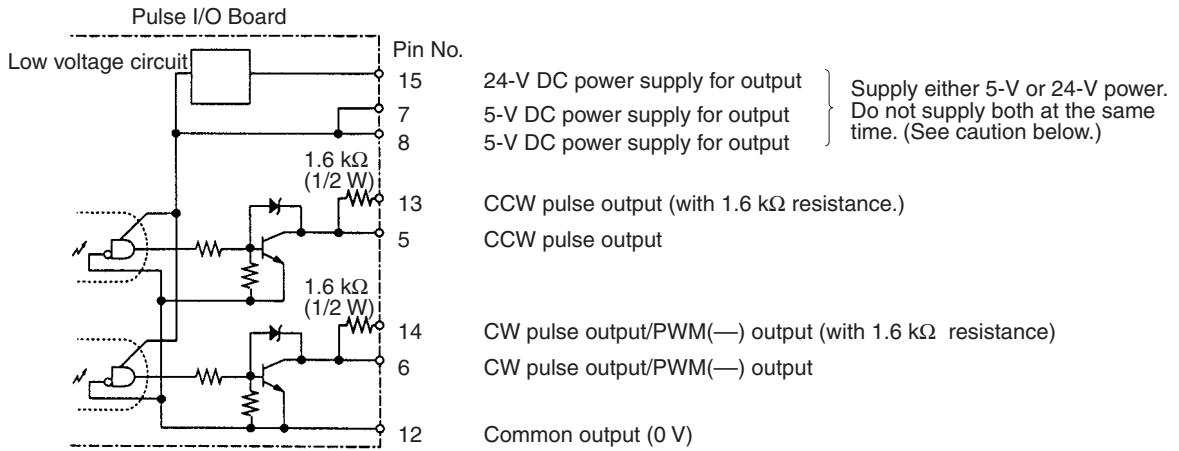 Pulse I/O Board
Low voltage circuit
Pin No.
15 24-V DC power supply for output
7 5-V DC power supply for output
8 5-V DC power supply for output
Supply either 5-V or 24-V power.
Do not supply both at the same
time. (See caution below.)
1.6 kΩ
(1/2 W)
13 CCW pulse output (with 1.6 kΩ resistance.)
5 CCW pulse output
1.6 kΩ
(1/2 W)
14 CW pulse output/PWM(—) output (with 1.6 kΩ resistance)
6 CW pulse output/PWM(—) output
12 Common output (0 V)